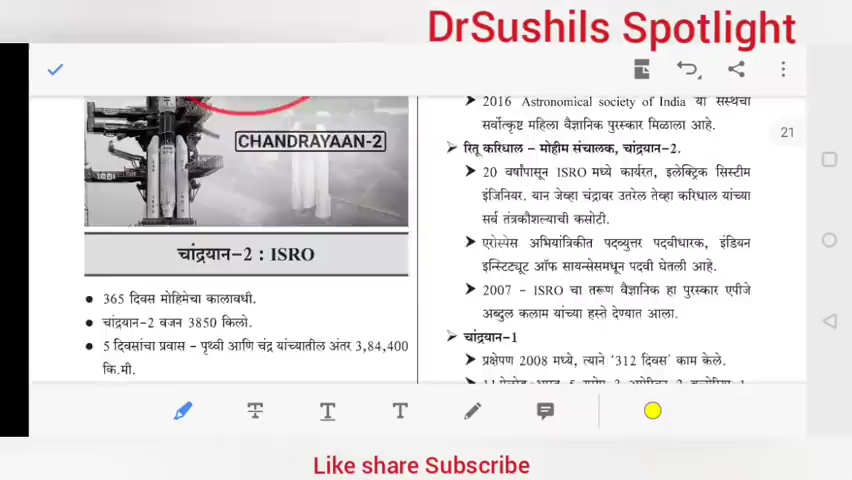 DrSushils Spotlight
CHANDRAYAAN-2
चांद्रयान-2 : ISRO
● 365 दिवस मोहिमेचा कालावधी.
● चांद्रयान-2 वजन 3850 किलो.
● 5 दिवसांचा प्रवास - पृथ्वी आणि चंद्र यांच्यातील अंतर 3,84,400
कि.मी.
2016 Astronomical society of India या संस्थेचा
सर्वोत्कृष्ट महिला वैज्ञानिक पुरस्कार मिळाला आहे.
21
रितू करिधाल - मोहीम संचालक, चांद्रयान-2.
20 वर्षांपासून ISRO मध्ये कार्यरत, इलेक्ट्रिक सिस्टीम
इंजिनियर. यान जेव्हा चंद्रावर उतरेल तेव्हा करिधाल यांच्या
सर्व तंत्रकौशल्याची कसोटी.
एरोस्पेस अभियांत्रिकीत पदव्युत्तर पदवीधारक, इंडियन
इन्स्टिट्यूट ऑफ सायन्सेसमधून पदवी घेतली आहे.
2007 - ISRO चा तरूण वैज्ञानिक हा पुरस्कार एपीजे
अब्दुल कलाम यांच्या हस्ते देण्यात आला.
चांद्रयान-1
प्रक्षेपण 2008 मध्ये, त्याने '312 दिवस' काम केले.
T T T
Like share Subscribe